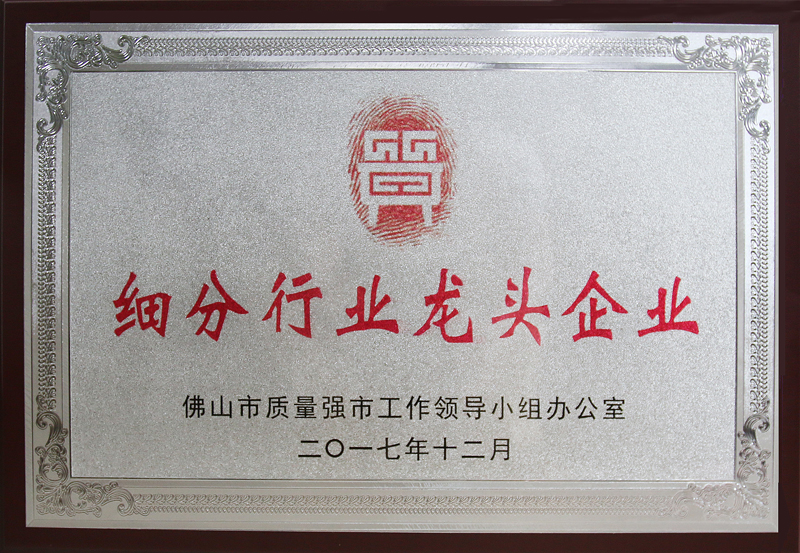 質
细分行业龙头企业
佛山市质量强市工作领导小组办公室
二〇一七年十二月